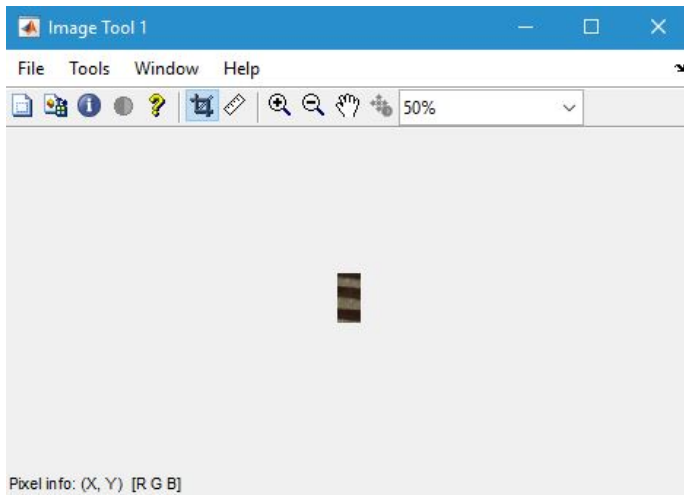 Image Tool 1
File Tools Window Help
50%
Pixel info: (X, Y) [R G B]